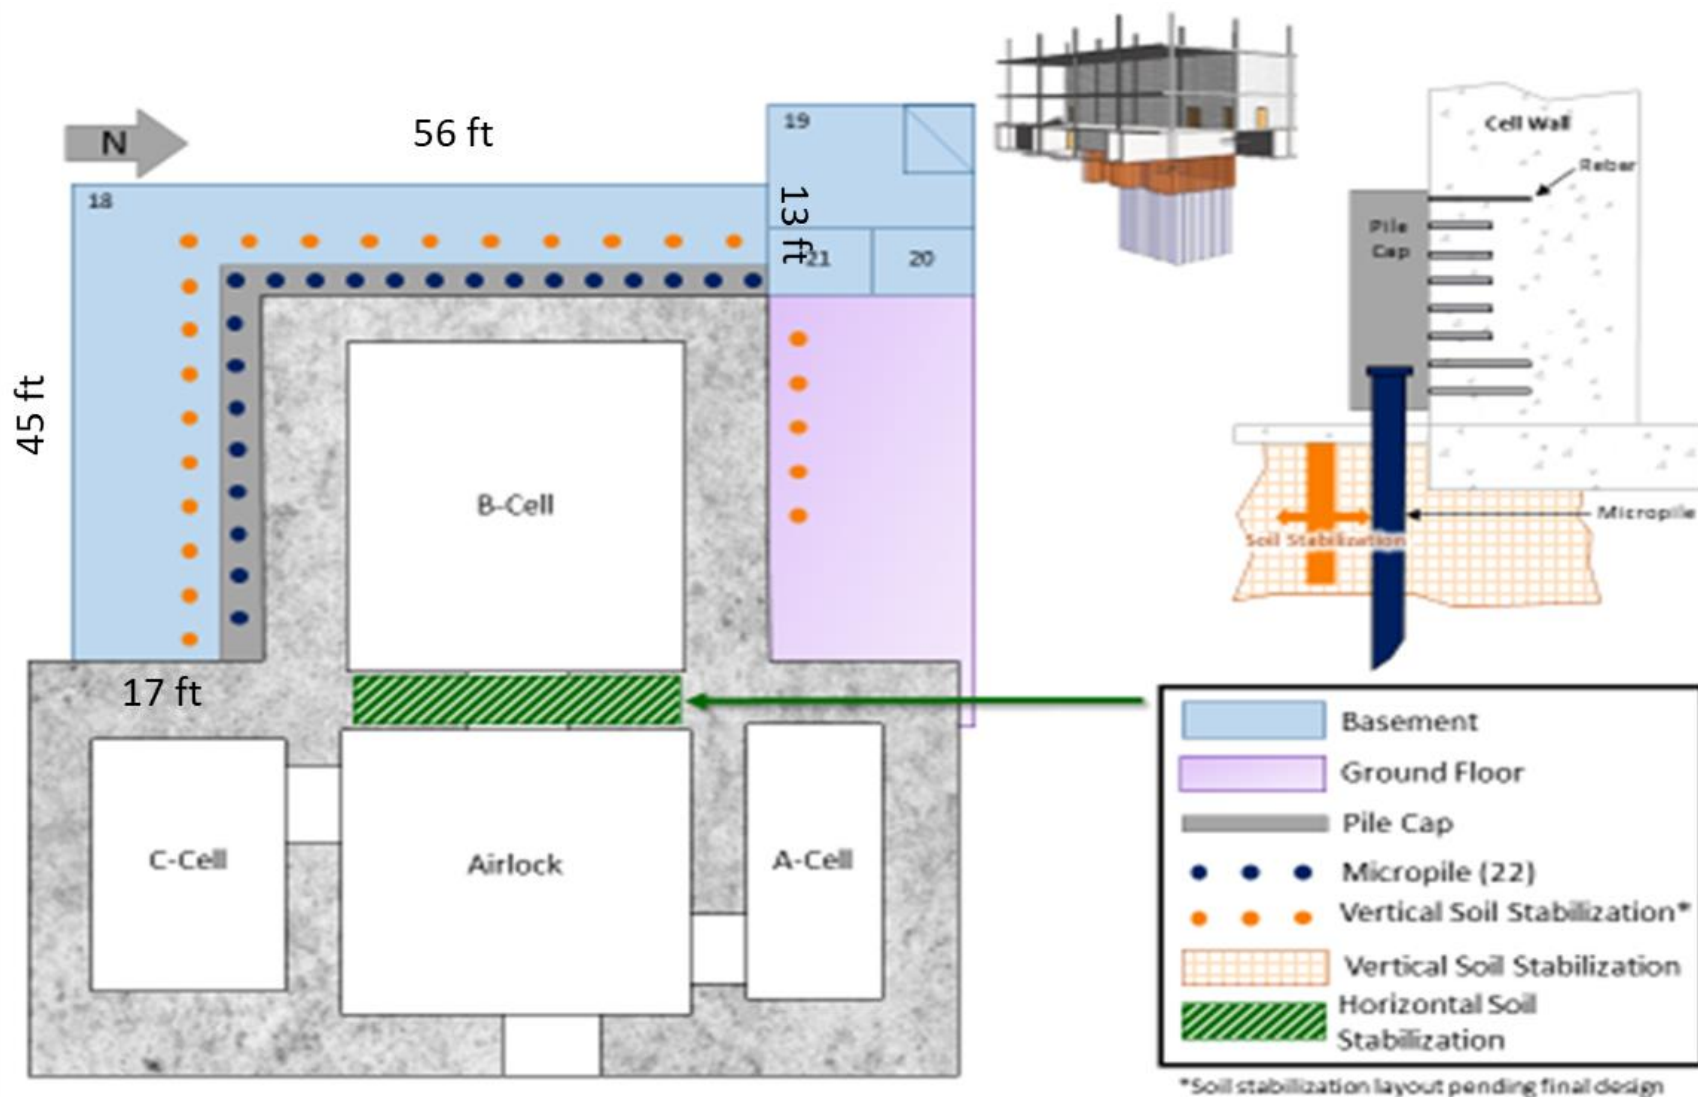 N
56 ft
19
18
13 ft
21
20
45 ft
B-Cell
17 ft
C-Cell
Airlock
A-Cell
Cell Wall
Rebar
Pile
Cap
Micropile
Soil Stabilization
Basement
Ground Floor
Pile Cap
Micropile (22)
Vertical Soil Stabilization*
Vertical Soil Stabilization
Horizontal Soil
Stabilization
*Soil stabilization layout pending final design